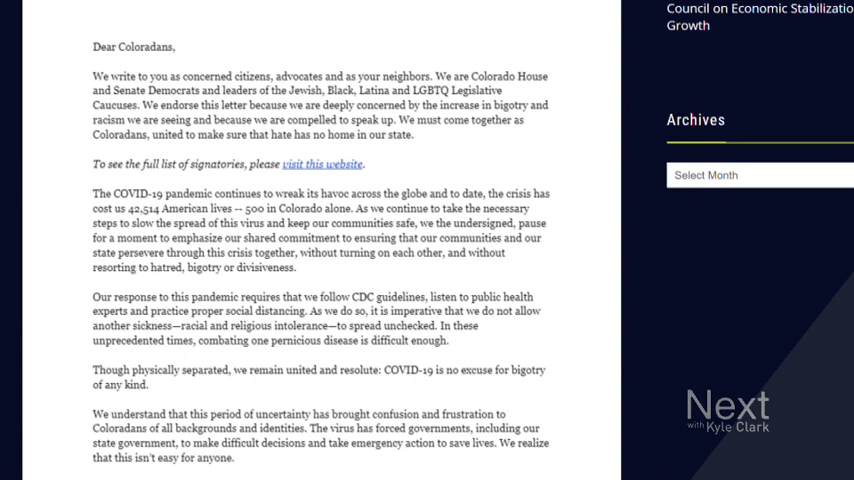 Council on Economic Stabilizatio
Growth
Dear Coloradans,
We write to you as concerned citizens, advocates and as your neighbors. We are Colorado House
and Senate Democrats and leaders of the Jewish, Black, Latina and LGBTQ Legislative
Caucuses. We endorse this letter because we are deeply concerned by the increase in bigotry and
racism we are seeing and because we are compelled to speak up. We must come together as
Coloradans, united to make sure that hate has no home in our state.
To see the full list of signatories, please visit this website.
The COVID-19 pandemic continues to wreak its havoc across the globe and to date, the crisis has
cost us 42,514 American lives -- 500 in Colorado alone. As we continue to take the necessary
steps to slow the spread of this virus and keep our communities safe, we the undersigned, pause
for a moment to emphasize our shared commitment to ensuring that our communities and our
state persevere through this crisis together, without turning on each other, and without
resorting to hatred, bigotry or divisiveness.
Our response to this pandemic requires that we follow CDC guidelines, listen to public health
experts and practice proper social distancing. As we do so, it is imperative that we do not allow
another sickness—racial and religious intolerance—to spread unchecked. In these
unprecedented times, combating one pernicious disease is difficult enough.
Though physically separated, we remain united and resolute: COVID-19 is no excuse for bigotry
of any kind.
We understand that this period of uncertainty has brought confusion and frustration to
Coloradans of all backgrounds and identities. The virus has forced governments, including our
state government, to make difficult decisions and take emergency action to save lives. We realize
that this isn't easy for anyone.
Archives
Select Month
Next
with Kyle Clark